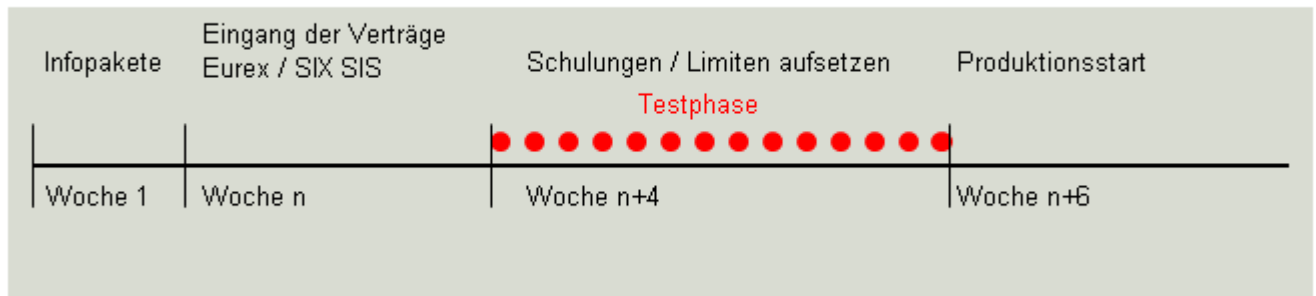 Infopakete
Eingang der Verträge
Eurex / SIX SIS
Schulungen / Limiten aufsetzen
Produktionsstart
Testphase
Woche 1
Woche n
Woche n+4
Woche n+6